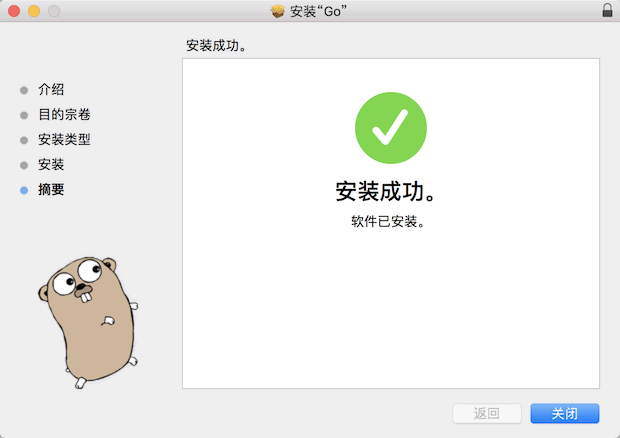 安装“Go”
安装成功。
介绍
目的宗卷
安装类型
安装
摘要
安装成功。
软件已安装。
返回
关闭